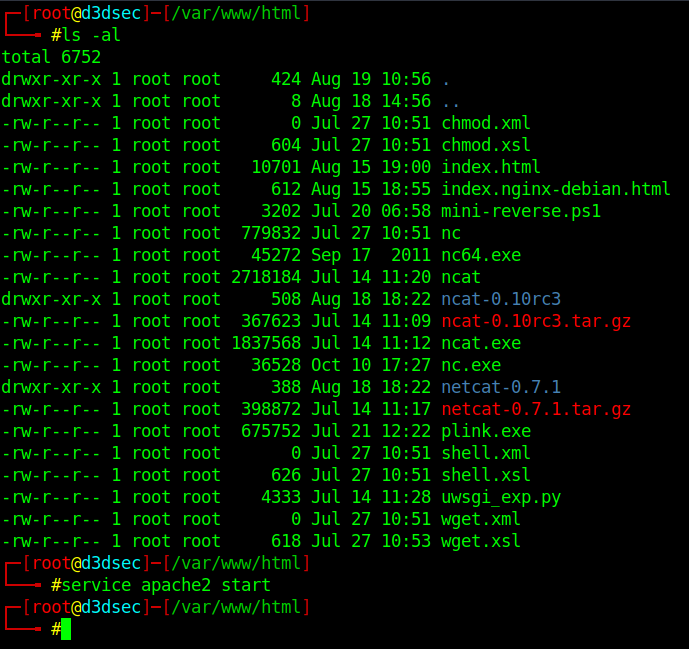 [root@d3dsec]─[/var/www/html]
#ls -al
total 6752
drwxr-xr-x 1 root root     424 Aug 19 10:56 .
drwxr-xr-x 1 root root       8 Aug 18 14:56 ..
-rw-r--r-- 1 root root       0 Jul 27 10:51 chmod.xml
-rw-r--r-- 1 root root     604 Jul 27 10:51 chmod.xsl
-rw-r--r-- 1 root root   10701 Aug 15 19:00 index.html
-rw-r--r-- 1 root root     612 Aug 15 18:55 index.nginx-debian.html
-rw-r--r-- 1 root root    3202 Jul 20 06:58 mini-reverse.ps1
-rw-r--r-- 1 root root  779832 Jul 27 10:51 nc
-rw-r--r-- 1 root root   45272 Sep 17  2011 nc64.exe
-rw-r--r-- 1 root root 2718184 Jul 14 11:20 ncat
drwxr-xr-x 1 root root     508 Aug 18 18:22 ncat-0.10rc3
-rw-r--r-- 1 root root  367623 Jul 14 11:09 ncat-0.10rc3.tar.gz
-rw-r--r-- 1 root root 1837568 Jul 14 11:12 ncat.exe
-rw-r--r-- 1 root root   36528 Oct 10 17:27 nc.exe
drwxr-xr-x 1 root root     388 Aug 18 18:22 netcat-0.7.1
-rw-r--r-- 1 root root  398872 Jul 14 11:17 netcat-0.7.1.tar.gz
-rw-r--r-- 1 root root  675752 Jul 21 12:22 plink.exe
-rw-r--r-- 1 root root       0 Jul 27 10:51 shell.xml
-rw-r--r-- 1 root root     626 Jul 27 10:51 shell.xsl
-rw-r--r-- 1 root root    4333 Jul 14 11:28 uwsgi_exp.py
-rw-r--r-- 1 root root       0 Jul 27 10:51 wget.xml
-rw-r--r-- 1 root root     618 Jul 27 10:53 wget.xsl
[root@d3dsec]─[/var/www/html]
#service apache2 start
[root@d3dsec]─[/var/www/html]
#